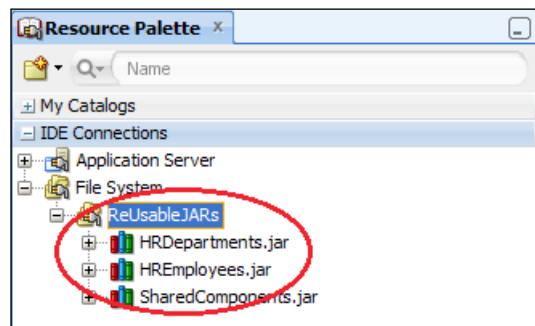 Resource Palette x
Name
My Catalogs
IDE Connections
Application Server
File System
ReUsableJARs
HRDepartments.jar
HREmployees.jar
SharedComponents.jar